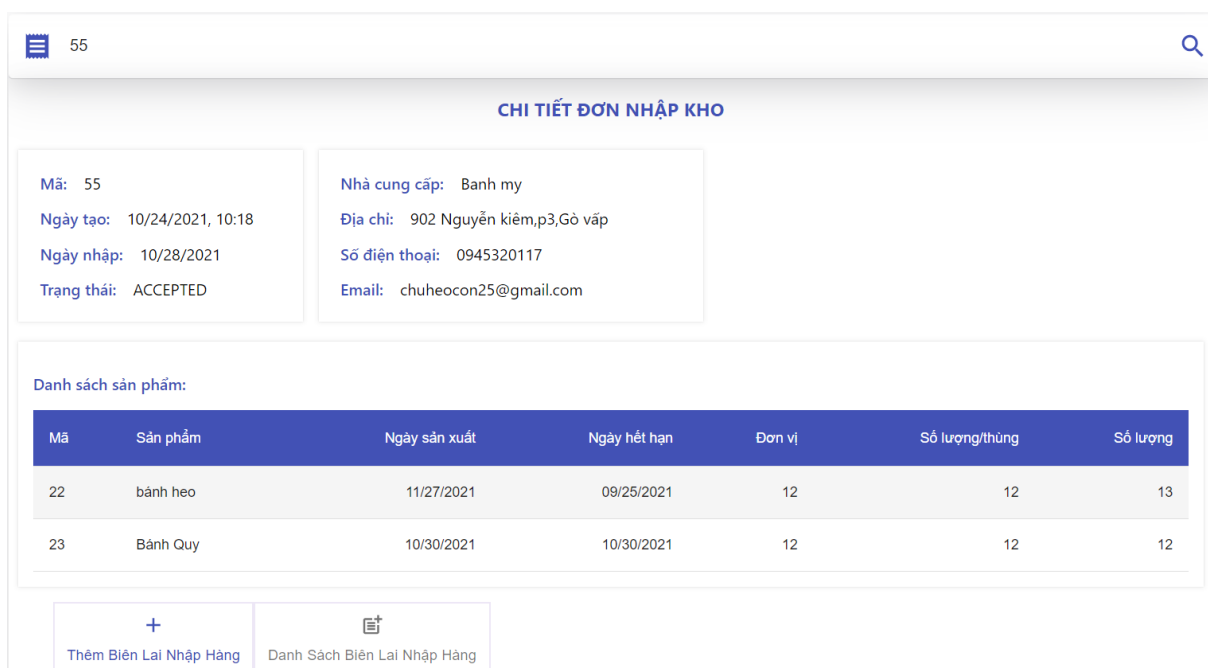 55
CHI TIẾT ĐƠN NHẬP KHO
Mã: 55
Ngày tạo: 10/24/2021, 10:18
Ngày nhập: 10/28/2021
Trạng thái: ACCEPTED
Nhà cung cấp: Banh my
Địa chỉ: 902 Nguyễn kiêm,p3,Gò vấp
Số điện thoại: 0945320117
Email: chuheocon25@gmail.com
Danh sách sản phẩm:
Mã Sản phẩm Ngày sản xuất Ngày hết hạn Đơn vị Số lượng/thùng Số lượng
22 bánh heo 11/27/2021 09/25/2021 12 12 13
23 Bánh Quy 10/30/2021 10/30/2021 12 12 12
Thêm Biên Lai Nhập Hàng Danh Sách Biên Lai Nhập Hàng